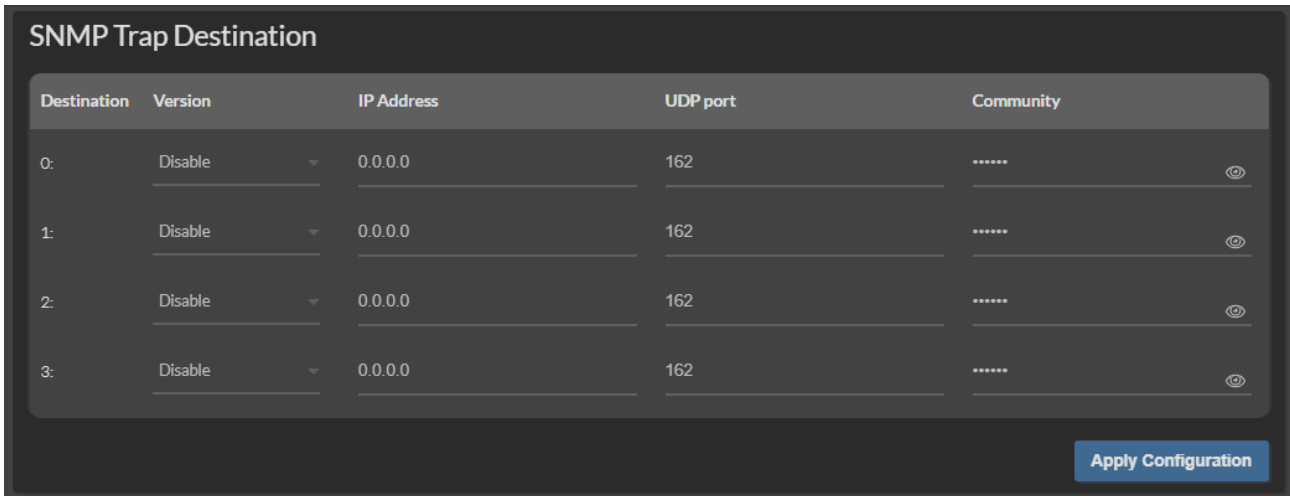 SNMP Trap Destination
Destination Version IP Address UDP port Community
0: Disable 0.0.0.0 162 ••••••
1: Disable 0.0.0.0 162 ••••••
2: Disable 0.0.0.0 162 ••••••
3: Disable 0.0.0.0 162 ••••••
Apply Configuration